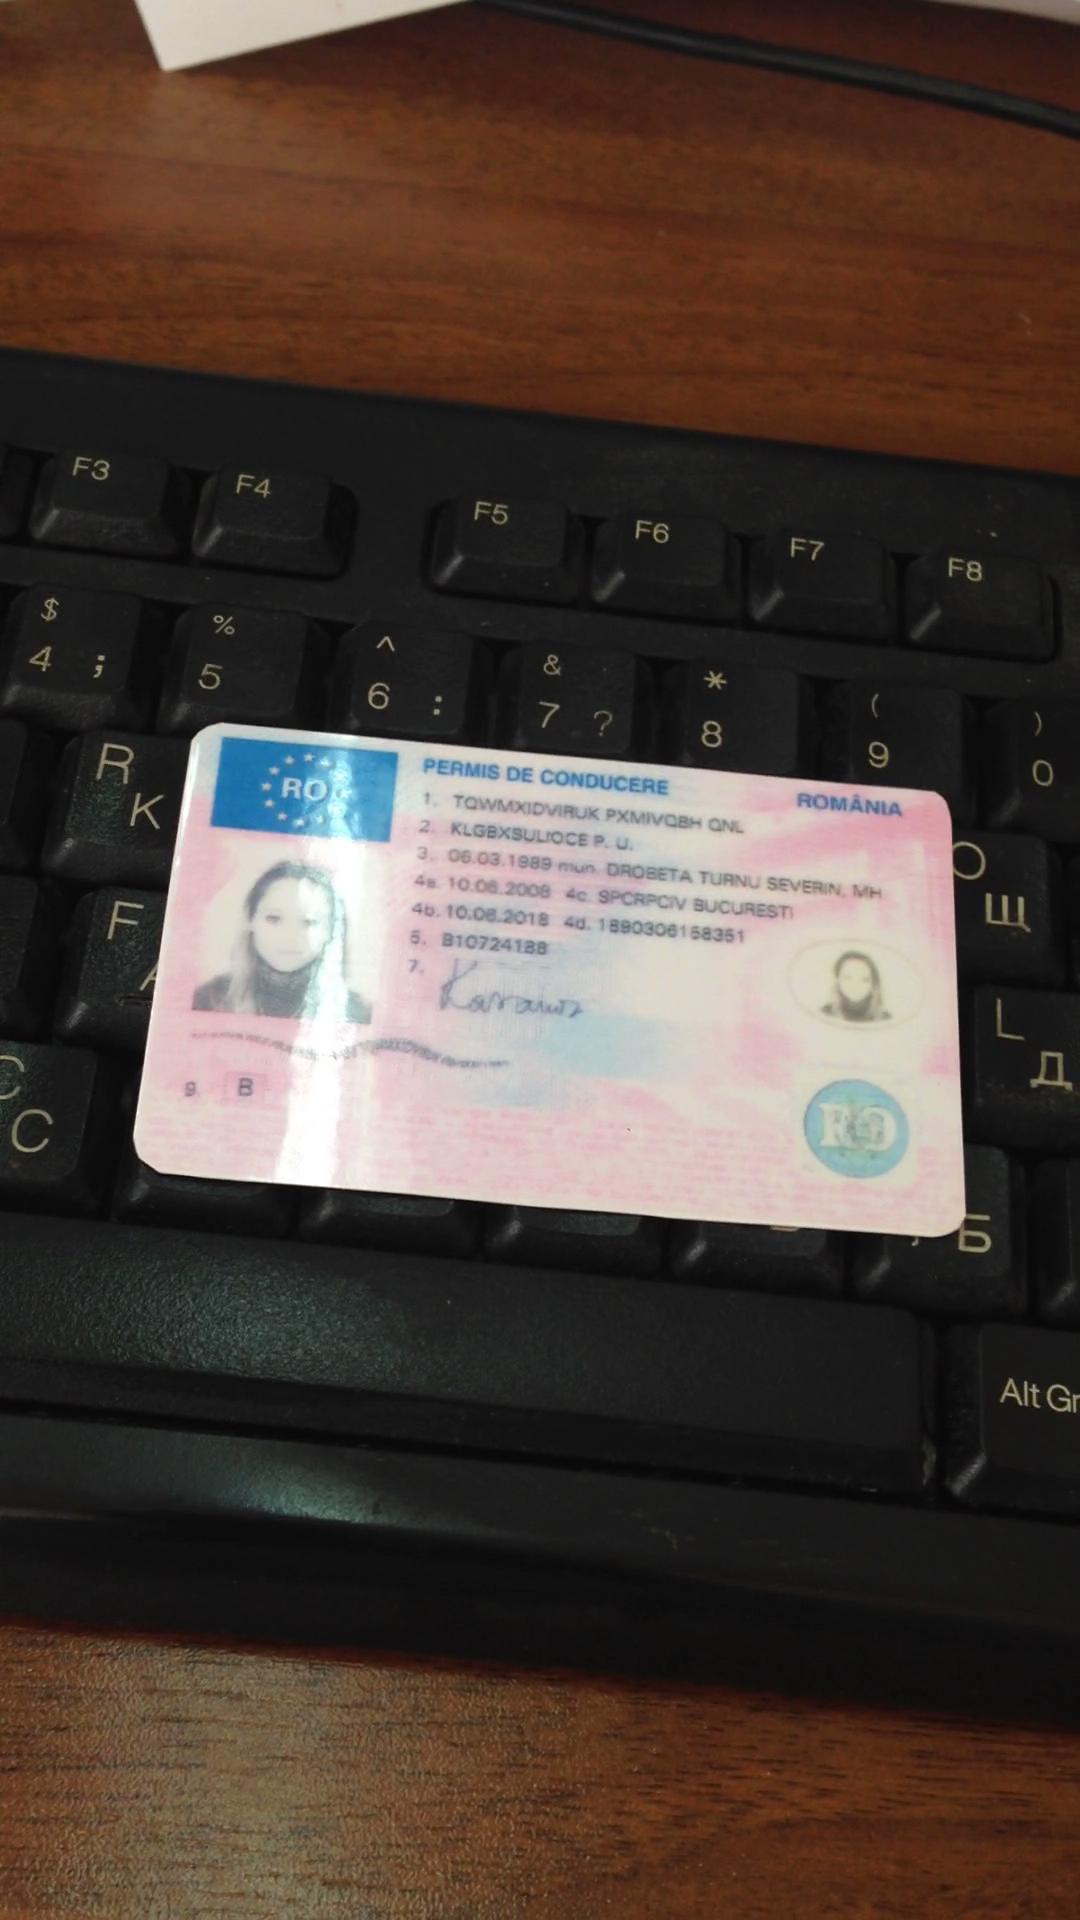 F3 F4 F5 F6 F7 F8
$ % ^ & * ( )
4 ; 5 6 : 7 ? 8 9 0
R
K
RO
PERMIS DE CONDUCERE
ROMÂNIA
1. TQWMXIDVIRUK PXMIVQBH QNL
2. KLGBXSULIOCE P. U.
3. 06.03.1989 mun. DROBETA TURNU SEVERIN, MH
4a. 10.06.2008 4c. SPCRPCIV BUCURESTI
4b. 10.06.2018 4d. 1890306158351
5. B10724188
7.
9. B
RO
O
Щ
F
А
L
Д
C
С
Б
Alt Gr